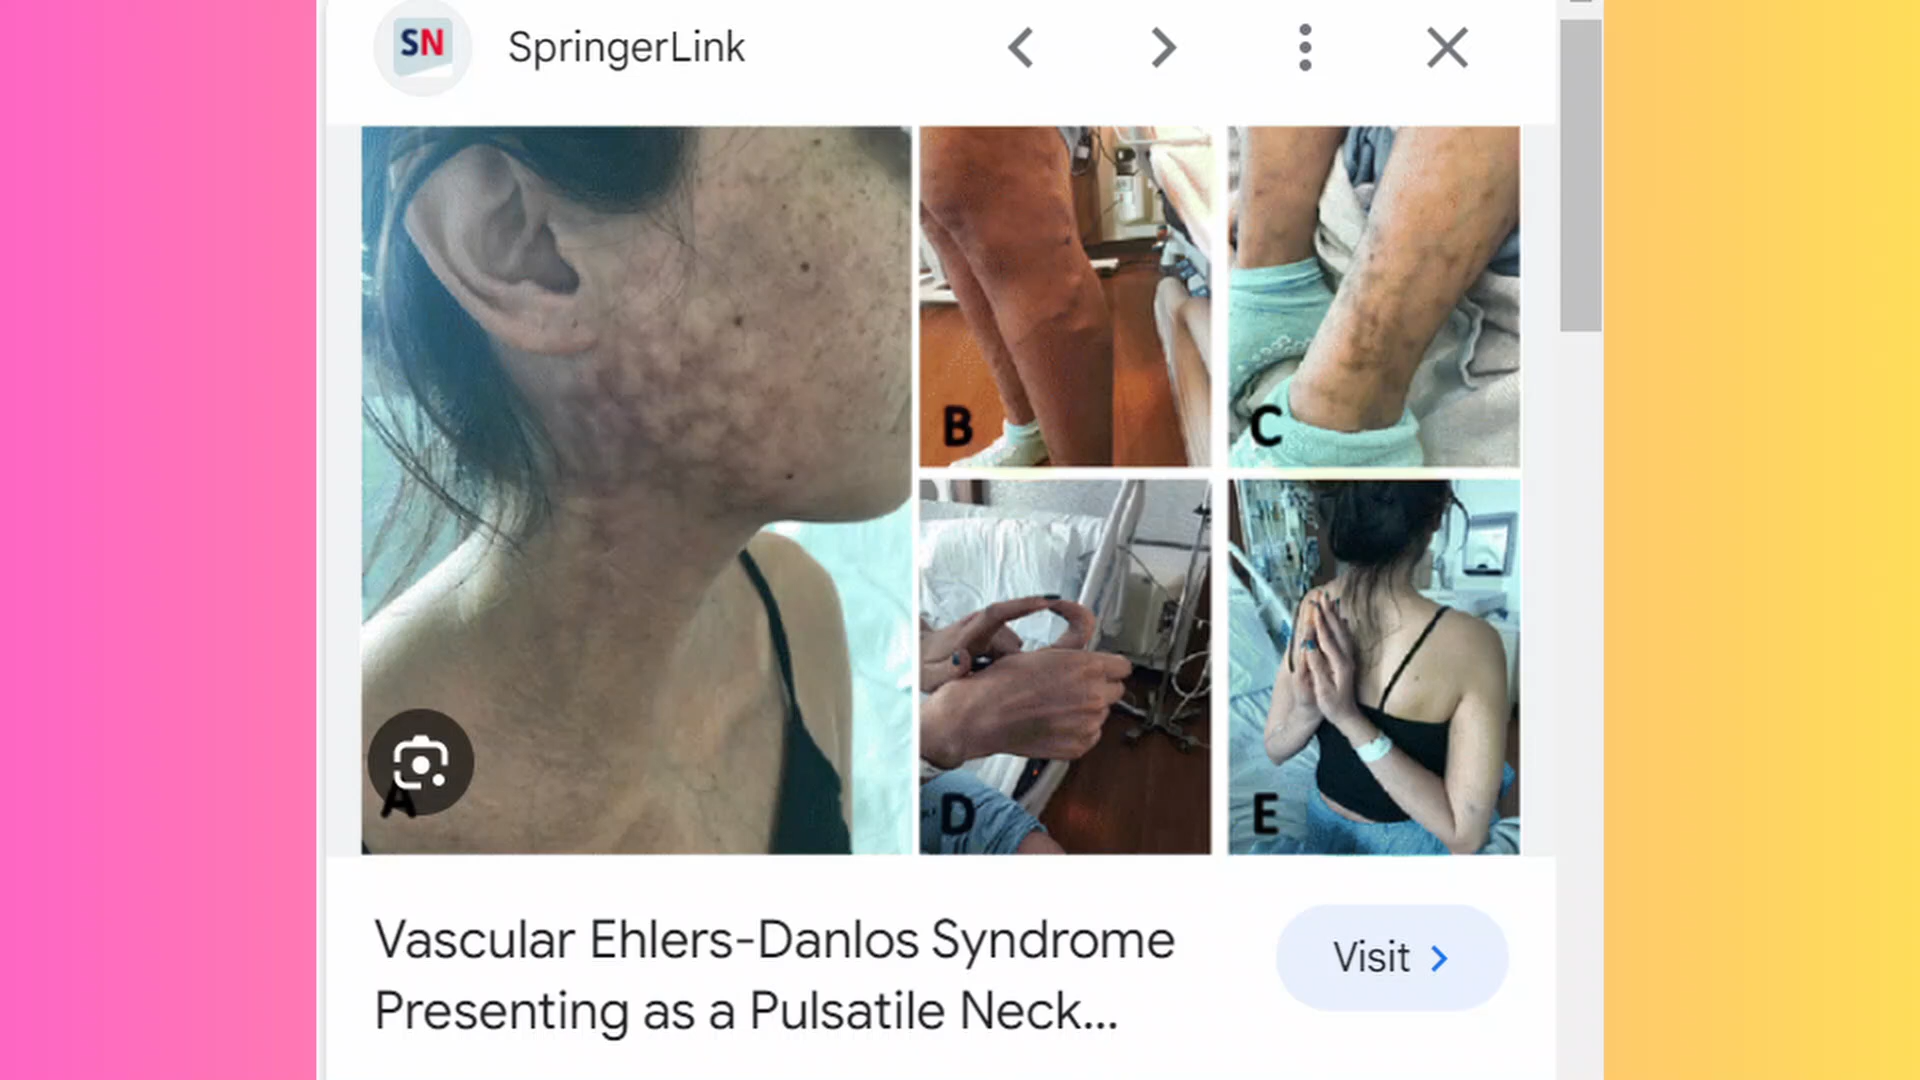 SN SpringerLink
B
C
A
D
E
Vascular Ehlers-Danlos Syndrome
Presenting as a Pulsatile Neck...
Visit